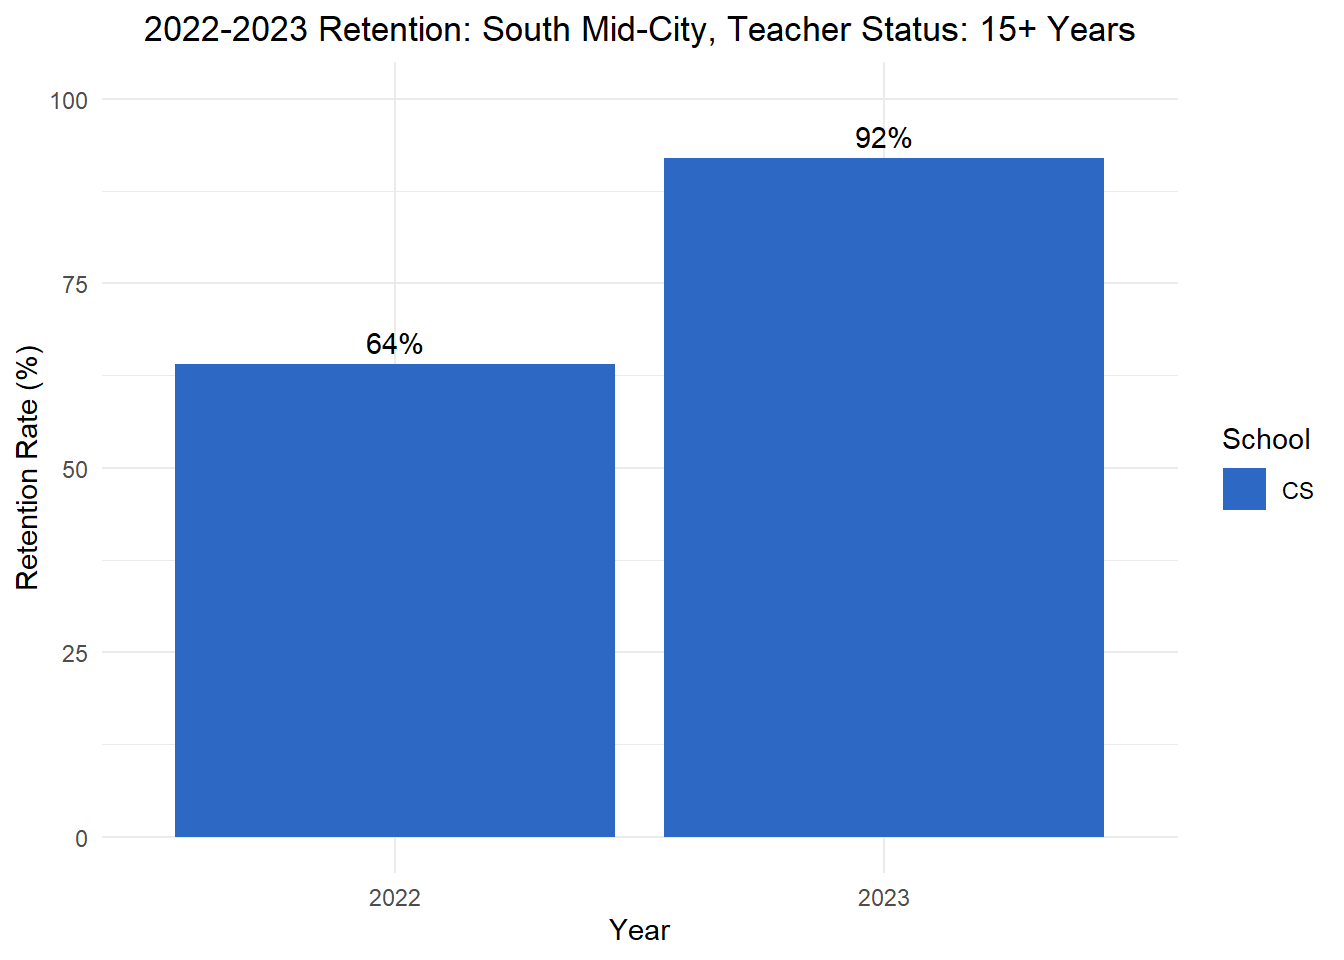 2022-2023 Retention: South Mid-City, Teacher Status: 15+ Years
Retention Rate (%)
100
75
50
25
0
64%
92%
2022
2023
Year
School
CS